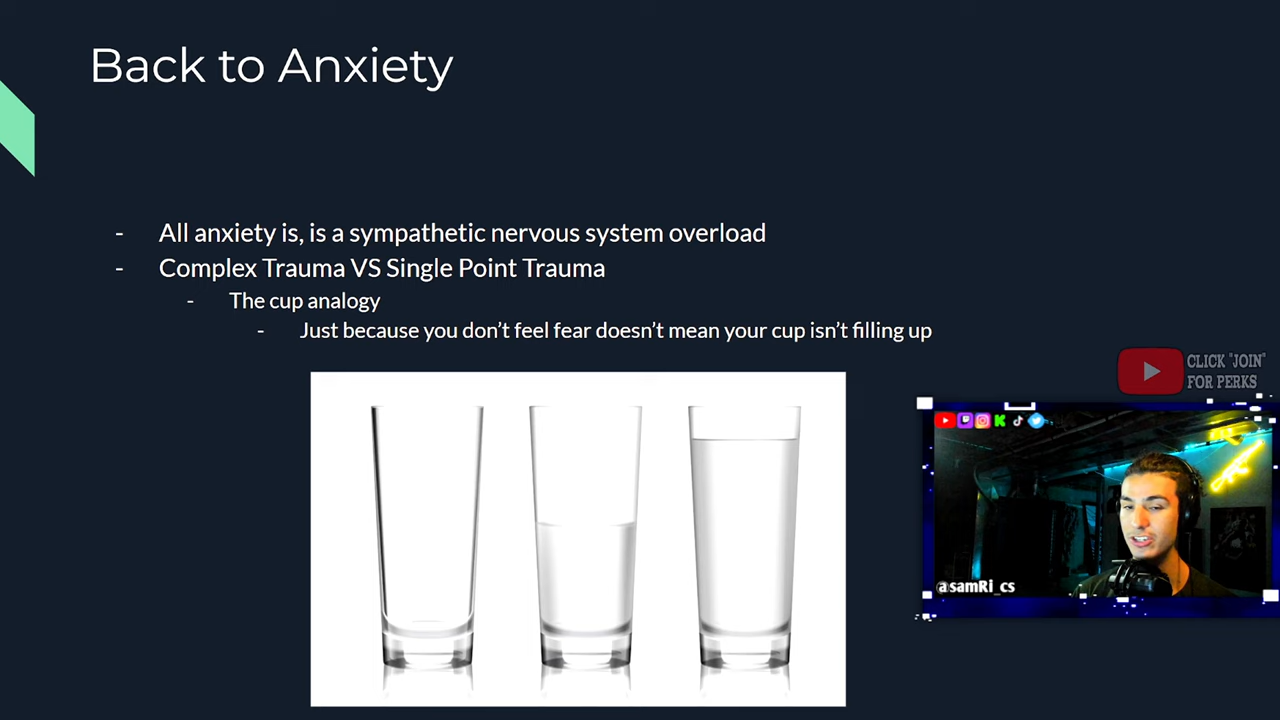 Back to Anxiety
- All anxiety is, is a sympathetic nervous system overload
- Complex Trauma VS Single Point Trauma
- The cup analogy
- Just because you don’t feel fear doesn’t mean your cup isn’t filling up
CLICK "JOIN"
FOR PERKS
@samRi_cs